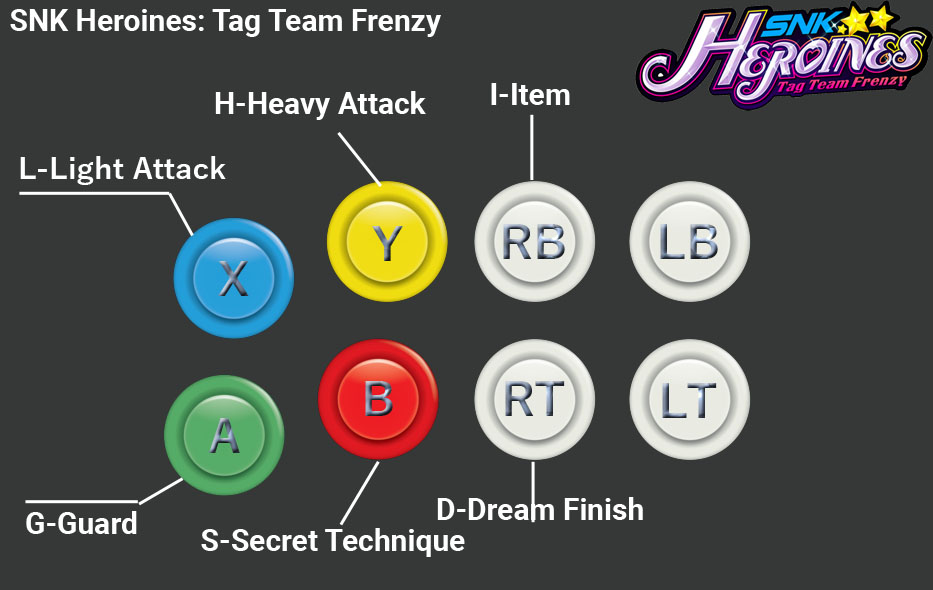 SNK Heroines: Tag Team Frenzy
SNK
HEROINES
Tag Team Frenzy
H-Heavy Attack
I-Item
L-Light Attack
X
Y
RB
LB
A
B
RT
LT
G-Guard
S-Secret Technique
D-Dream Finish